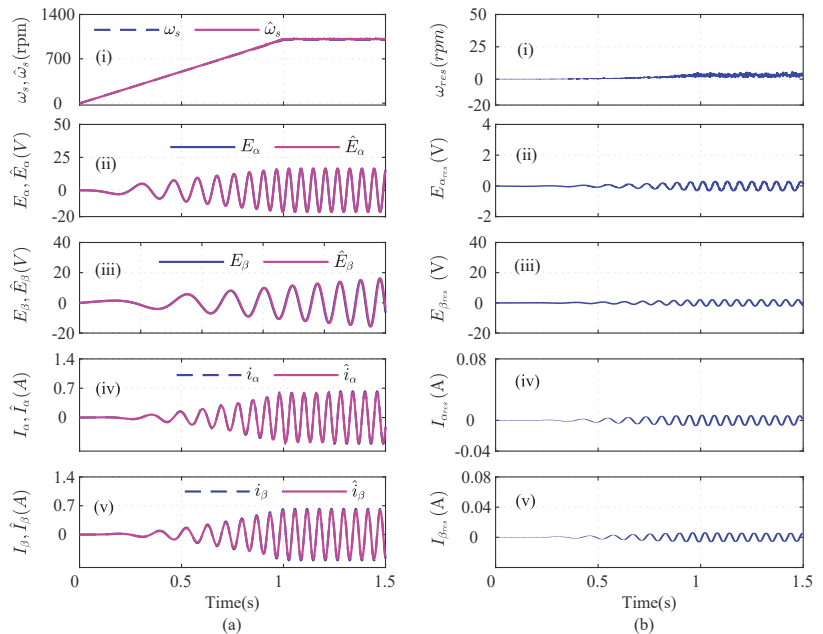 1400
700
0
ω_s, ω̂_s(rpm)
ω_s ω̂_s
(i)
50
25
0
-20
E_α, Ê_α(V)
(ii)
E_α Ê_α
40
20
0
-20
E_β, Ê_β(V)
(iii)
E_β Ê_β
1.4
0.7
0
I_α, Î_α(A)
(iv)
i_α î_α
1.4
0.7
0
I_β, Î_β(A)
(v)
i_β î_β
0 0.5 1 1.5
Time(s)
(a)
50
25
0
-20
ω_res(rpm)
(i)
4
2
0
-2
E_αres (V)
(ii)
40
20
0
-20
E_βres (V)
(iii)
0.08
0
-0.04
I_αres (A)
(iv)
0.08
0.04
0
I_βres (A)
(v)
0 0.5 1 1.5
Time(s)
(b)